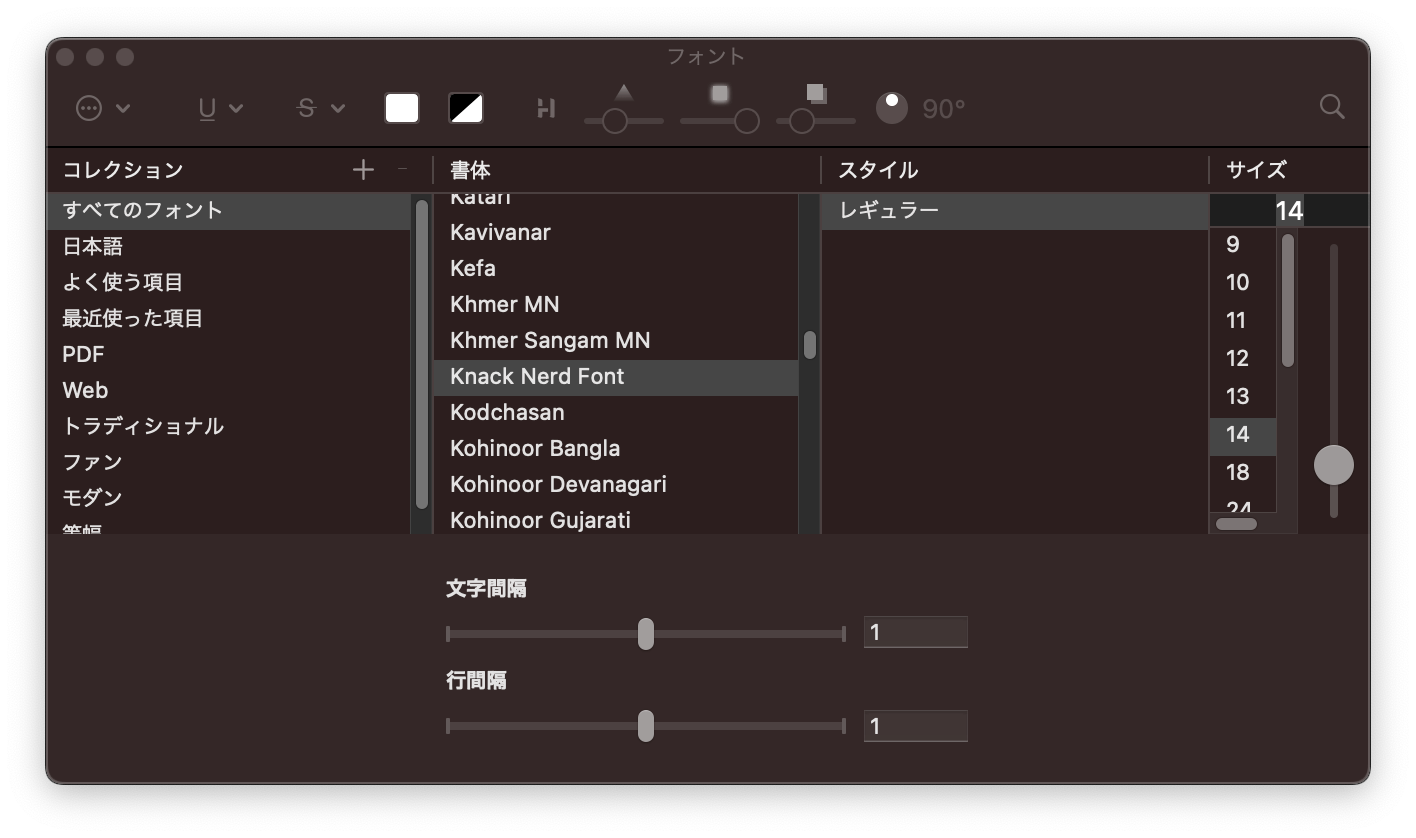 フォント
U
S
90°
コレクション
書体
スタイル
サイズ
すべてのフォント
日本語
よく使う項目
最近使った項目
PDF
Web
トラディショナル
ファン
モダン
等幅
Katari
Kavivanar
Kefa
Khmer MN
Khmer Sangam MN
Knack Nerd Font
Kodchasan
Kohinoor Bangla
Kohinoor Devanagari
Kohinoor Gujarati
レギュラー
14
9
10
11
12
13
14
18
24
文字間隔
1
行間隔
1